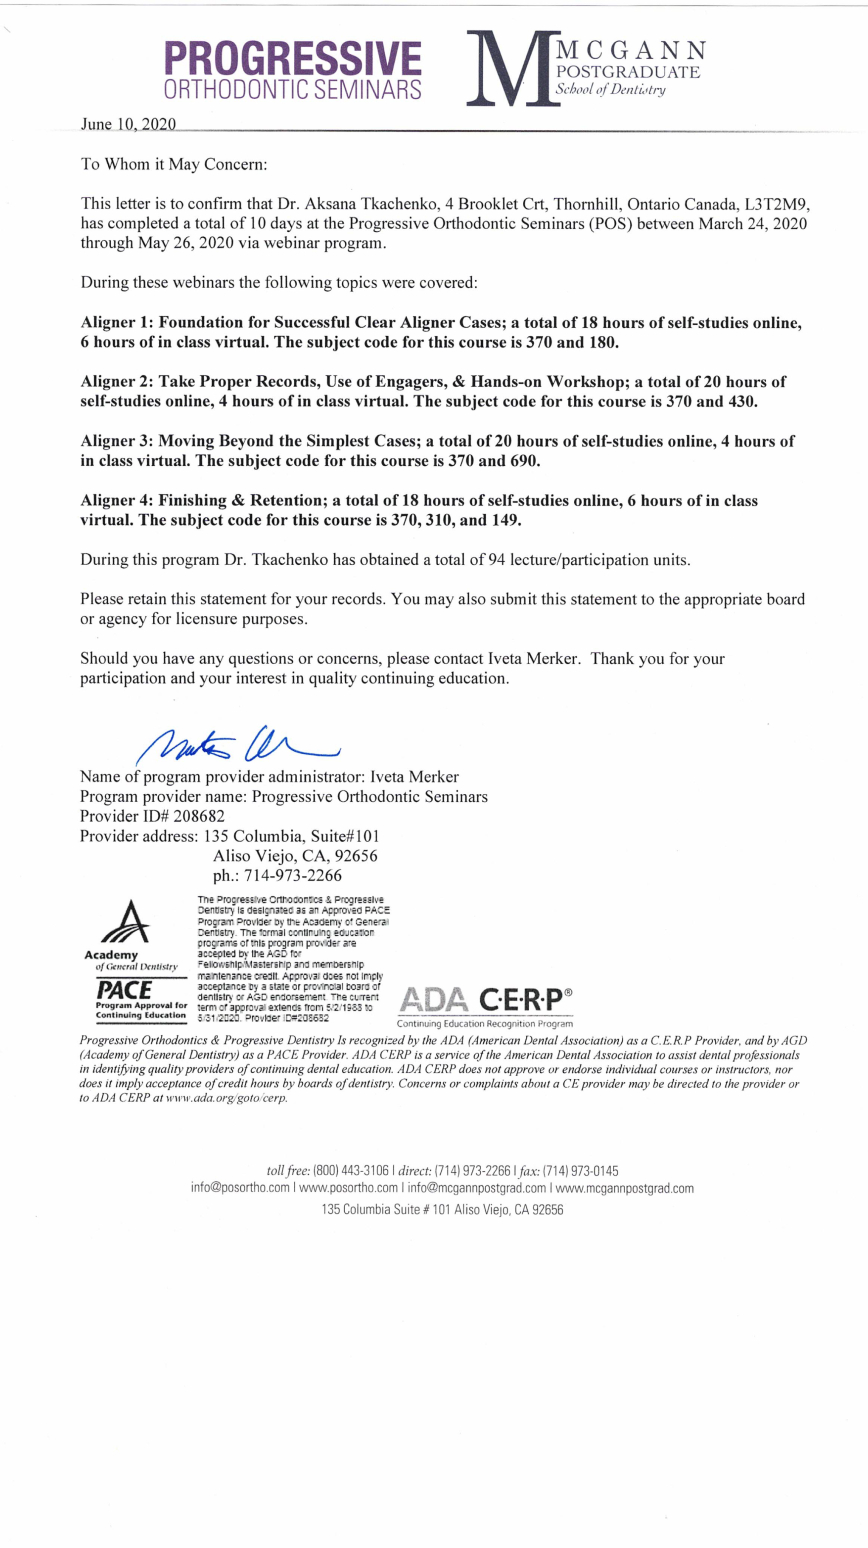 PROGRESSIVE
ORTHODONTIC SEMINARS
MCGANN
POSTGRADUATE
School of Dentistry
June 10, 2020
To Whom it May Concern:
This letter is to confirm that Dr. Aksana Tkachenko, 4 Brooklet Crt, Thornhill, Ontario Canada, L3T2M9,
has completed a total of 10 days at the Progressive Orthodontic Seminars (POS) between March 24, 2020
through May 26, 2020 via webinar program.
During these webinars the following topics were covered:
Aligner 1: Foundation for Successful Clear Aligner Cases; a total of 18 hours of self-studies online,
6 hours of in class virtual. The subject code for this course is 370 and 180.
Aligner 2: Take Proper Records, Use of Engagers, & Hands-on Workshop; a total of 20 hours of
self-studies online, 4 hours of in class virtual. The subject code for this course is 370 and 430.
Aligner 3: Moving Beyond the Simplest Cases; a total of 20 hours of self-studies online, 4 hours of
in class virtual. The subject code for this course is 370 and 690.
Aligner 4: Finishing & Retention; a total of 18 hours of self-studies online, 6 hours of in class
virtual. The subject code for this course is 370, 310, and 149.
During this program Dr. Tkachenko has obtained a total of 94 lecture/participation units.
Please retain this statement for your records. You may also submit this statement to the appropriate board
or agency for licensure purposes.
Should you have any questions or concerns, please contact Iveta Merker. Thank you for your
participation and your interest in quality continuing education.
Name of program provider administrator: Iveta Merker
Program provider name: Progressive Orthodontic Seminars
Provider ID# 208682
Provider address: 135 Columbia, Suite#101
Aliso Viejo, CA, 92656
ph.: 714-973-2266
Academy
of General Dentistry
PACE
Program Approval for
Continuing Education
The Progressive Orthodontics & Progressive
Dentistry is designated as an Approved PACE
Program Provider by the Academy of General
Dentistry. The formal continuing education
programs of this program provider are
accepted by the AGD for
Fellowship/Mastership and membership
maintenance credit. Approval does not imply
acceptance by a state or provincial board of
dentistry or AGD endorsement. The current
term of approval extends from 5/2/1988 to
5/31/2020. Provider ID#208682
ADA C·E·R·P®
Continuing Education Recognition Program
Progressive Orthodontics & Progressive Dentistry Is recognized by the ADA (American Dental Association) as a C.E.R.P Provider, and by AGD
(Academy of General Dentistry) as a PACE Provider. ADA CERP is a service of the American Dental Association to assist dental professionals
in identifying quality providers of continuing dental education. ADA CERP does not approve or endorse individual courses or instructors, nor
does it imply acceptance of credit hours by boards of dentistry. Concerns or complaints about a CE provider may be directed to the provider or
to ADA CERP at www.ada.org/goto/cerp.
toll free: (800) 443-3106 | direct: (714) 973-2266 | fax: (714) 973-0145
info@posortho.com | www.posortho.com | info@mcgannpostgrad.com | www.mcgannpostgrad.com
135 Columbia Suite # 101 Aliso Viejo, CA 92656